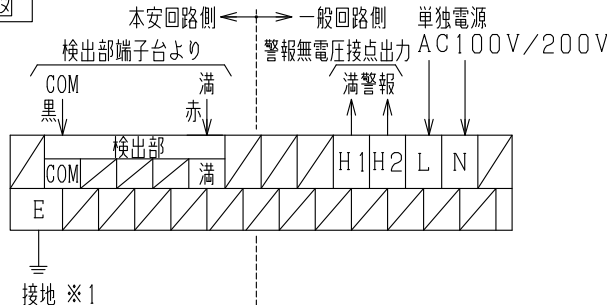 本安回路側 一般回路側 単独電源
検出部端子台より 警報無電圧接点出力 AC100V/200V
COM 満 満警報
黒 赤
検出部 H1 H2 L N
COM 満
E
接地 ※1